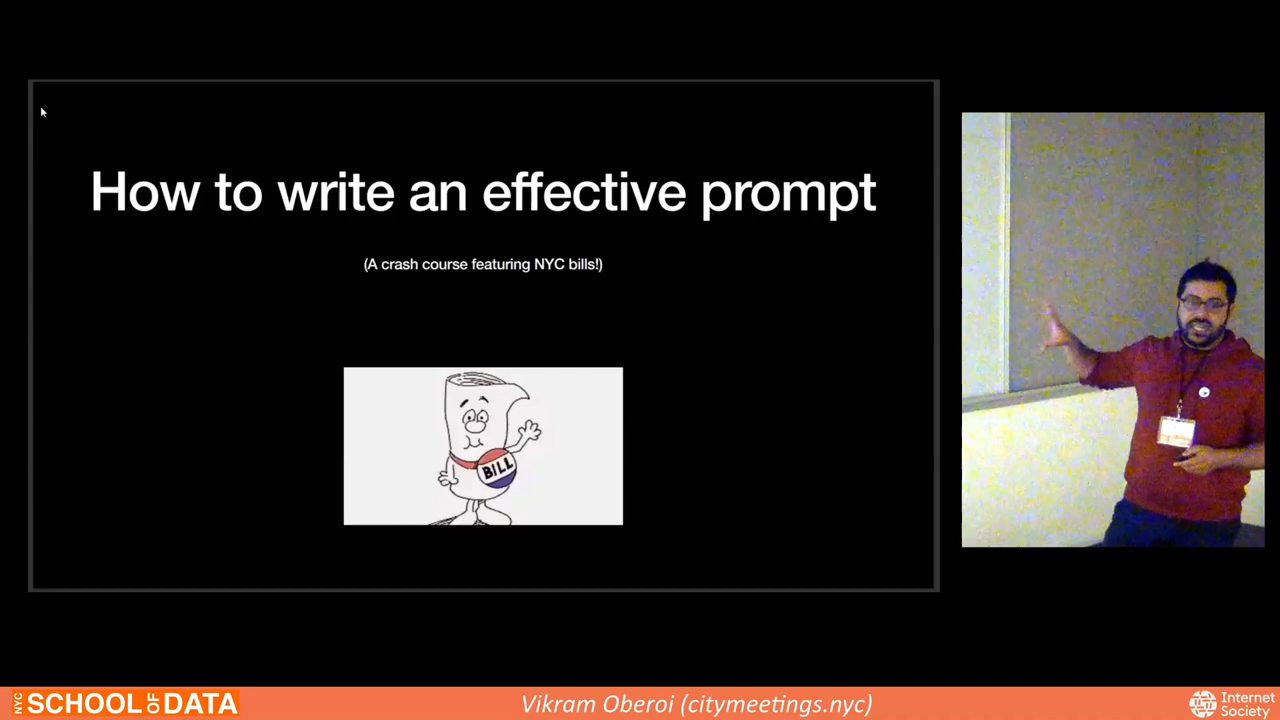 How to write an effective prompt
(A crash course featuring NYC bills!)
BILL
NYC SCHOOL OF DATA
Vikram Oberoi (citymeetings.nyc)
Internet
Society